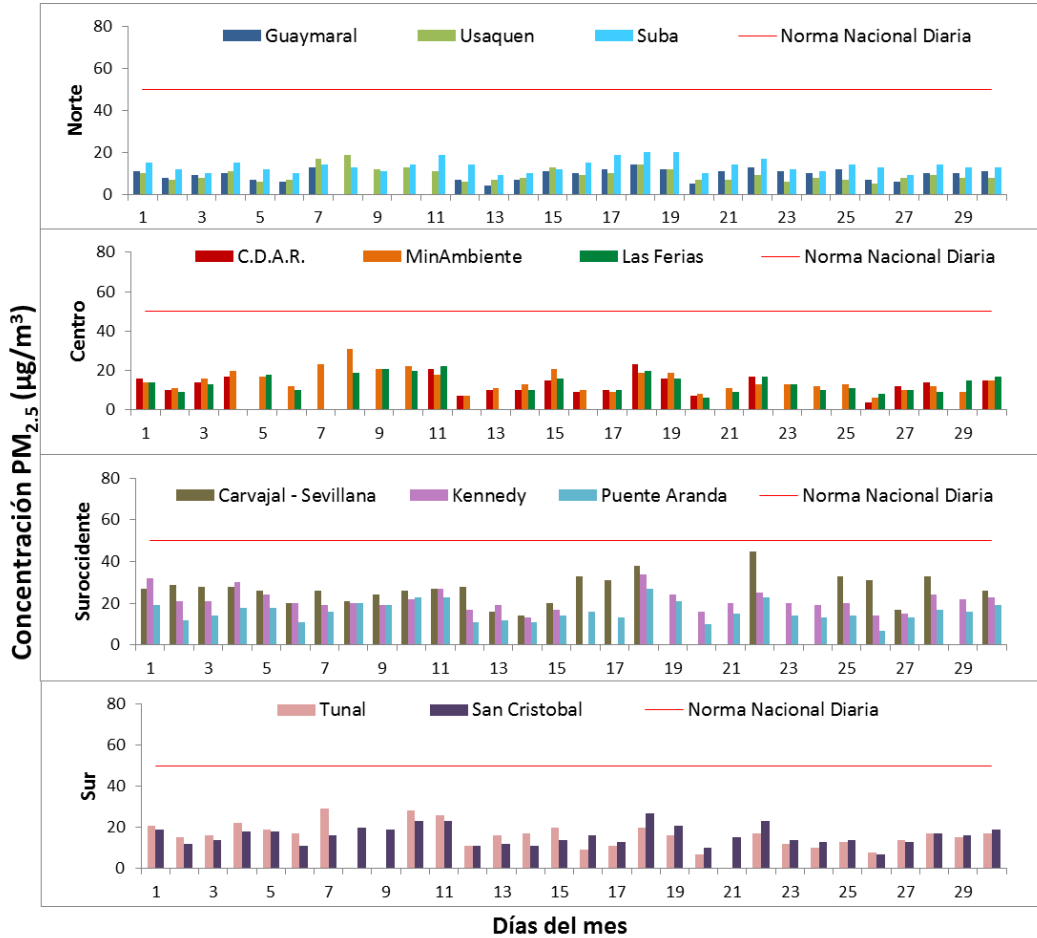 Concentración PM2.5 (µg/m³)
Norte
Guaymaral Usaquen Suba Norma Nacional Diaria
80
60
40
20
0
1 3 5 7 9 11 13 15 17 19 21 23 25 27 29
Centro
C.D.A.R. MinAmbiente Las Ferias Norma Nacional Diaria
80
60
40
20
0
1 3 5 7 9 11 13 15 17 19 21 23 25 27 29
Suroccidente
Carvajal - Sevillana Kennedy Puente Aranda Norma Nacional Diaria
80
60
40
20
0
1 3 5 7 9 11 13 15 17 19 21 23 25 27 29
Sur
Tunal San Cristobal Norma Nacional Diaria
80
60
40
20
0
1 3 5 7 9 11 13 15 17 19 21 23 25 27 29
Días del mes